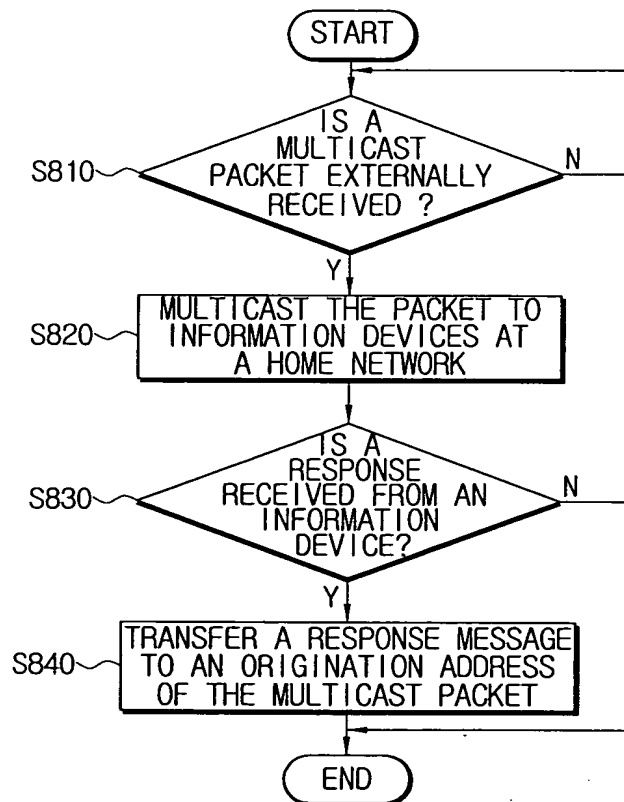 START
IS A
MULTICAST
PACKET EXTERNALLY
RECEIVED ?
S810
N
Y
MULTICAST THE PACKET TO
INFORMATION DEVICES AT
A HOME NETWORK
S820
IS A
RESPONSE
RECEIVED FROM AN
INFORMATION
DEVICE?
S830
N
Y
TRANSFER A RESPONSE MESSAGE
TO AN ORIGINATION ADDRESS
OF THE MULTICAST PACKET
S840
END